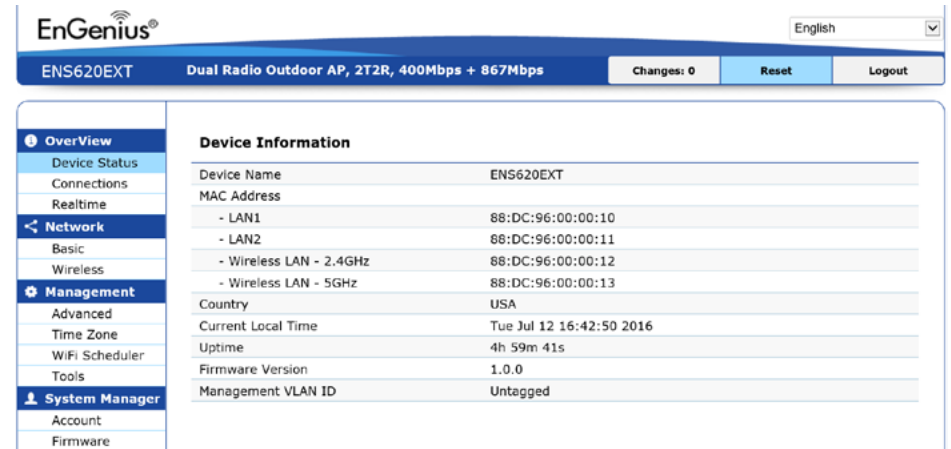 EnGenius®
English
ENS620EXT
Dual Radio Outdoor AP, 2T2R, 400Mbps + 867Mbps
Changes: 0
Reset
Logout
OverView
Device Status
Connections
Realtime
Network
Basic
Wireless
Management
Advanced
Time Zone
WiFi Scheduler
Tools
System Manager
Account
Firmware
Device Information
Device Name ENS620EXT
MAC Address
- LAN1 88:DC:96:00:00:10
- LAN2 88:DC:96:00:00:11
- Wireless LAN - 2.4GHz 88:DC:96:00:00:12
- Wireless LAN - 5GHz 88:DC:96:00:00:13
Country USA
Current Local Time Tue Jul 12 16:42:50 2016
Uptime 4h 59m 41s
Firmware Version 1.0.0
Management VLAN ID Untagged